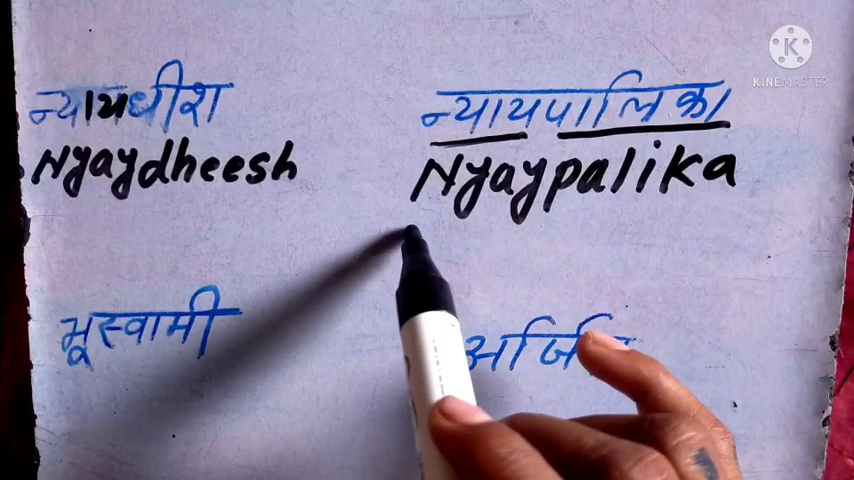 न्यायधीश
Nyaydheesh
न्यायपालिका
Nyaypalika
भूस्वामी
K
KINEMASTER